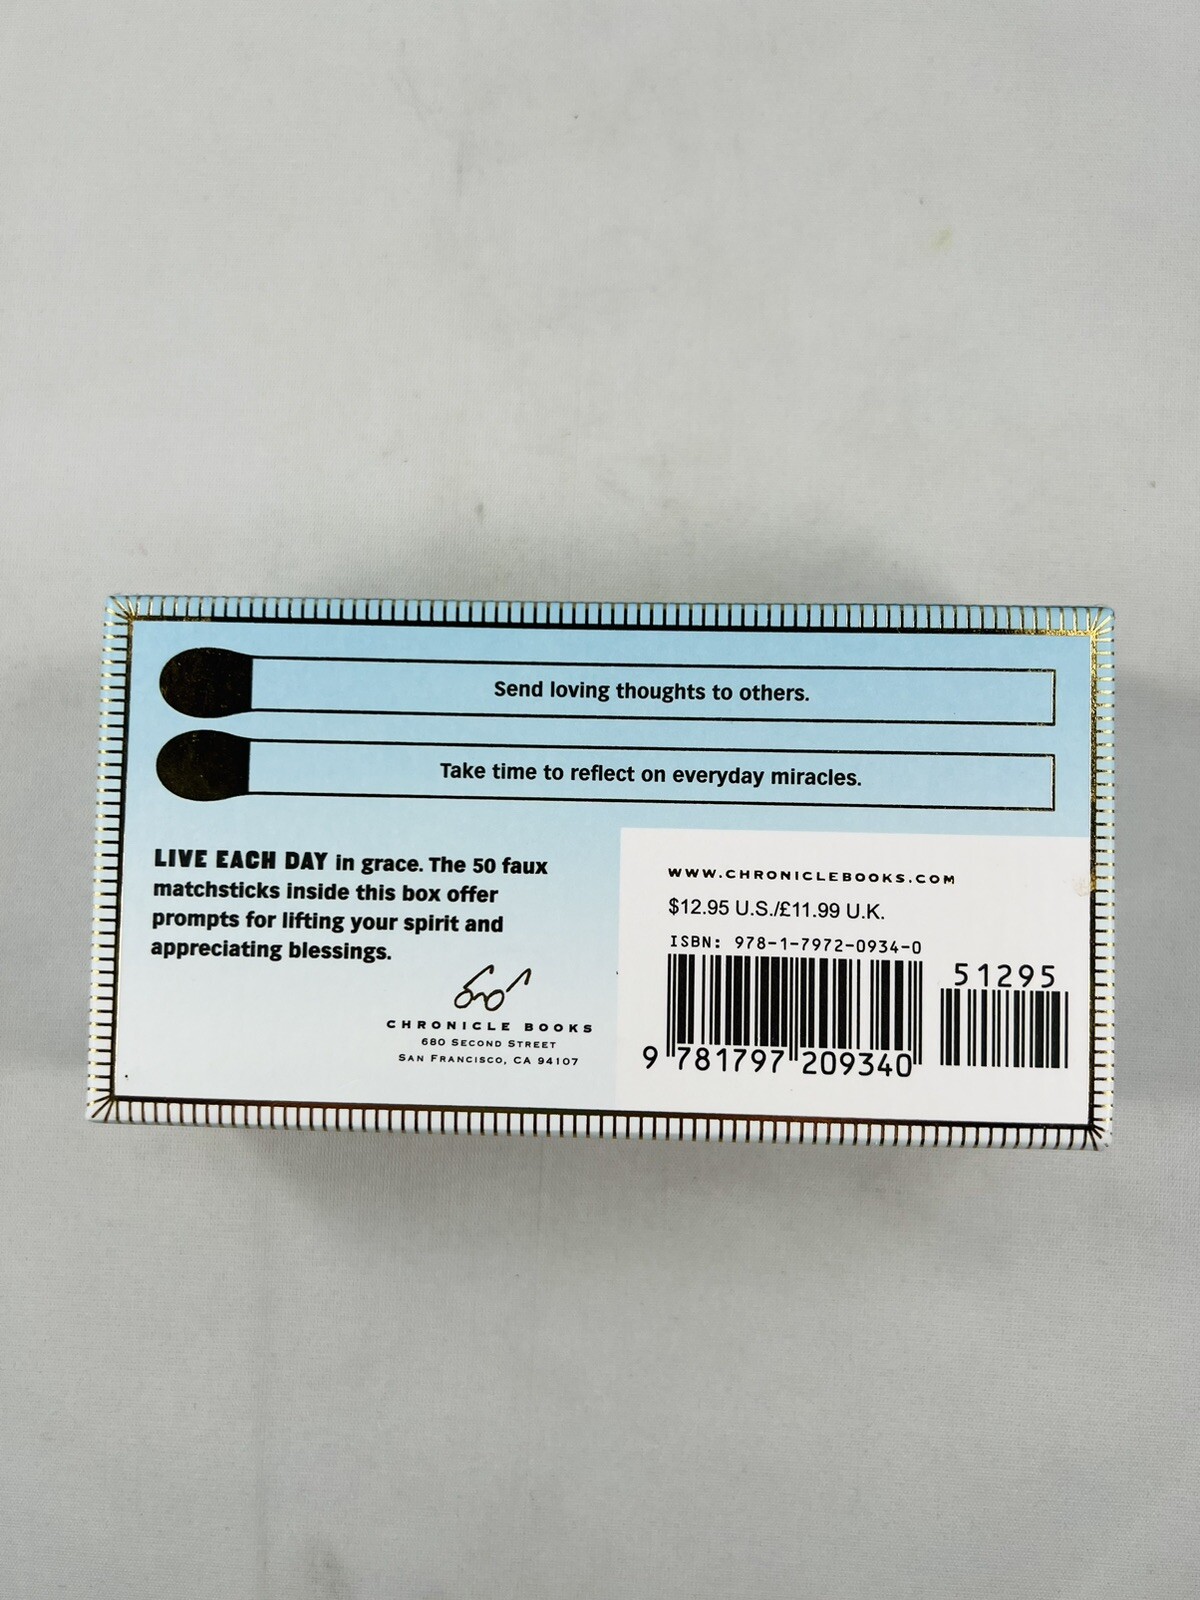 Send loving thoughts to others.
Take time to reflect on everyday miracles.
LIVE EACH DAY in grace. The 50 faux
matchsticks inside this box offer
prompts for lifting your spirit and
appreciating blessings.
CHRONICLE BOOKS
680 SECOND STREET
SAN FRANCISCO, CA 94107
WWW.CHRONICLEBOOKS.COM
$12.95 U.S./£11.99 U.K.
ISBN: 978-1-7972-0934-0
51295
9 781797 209340